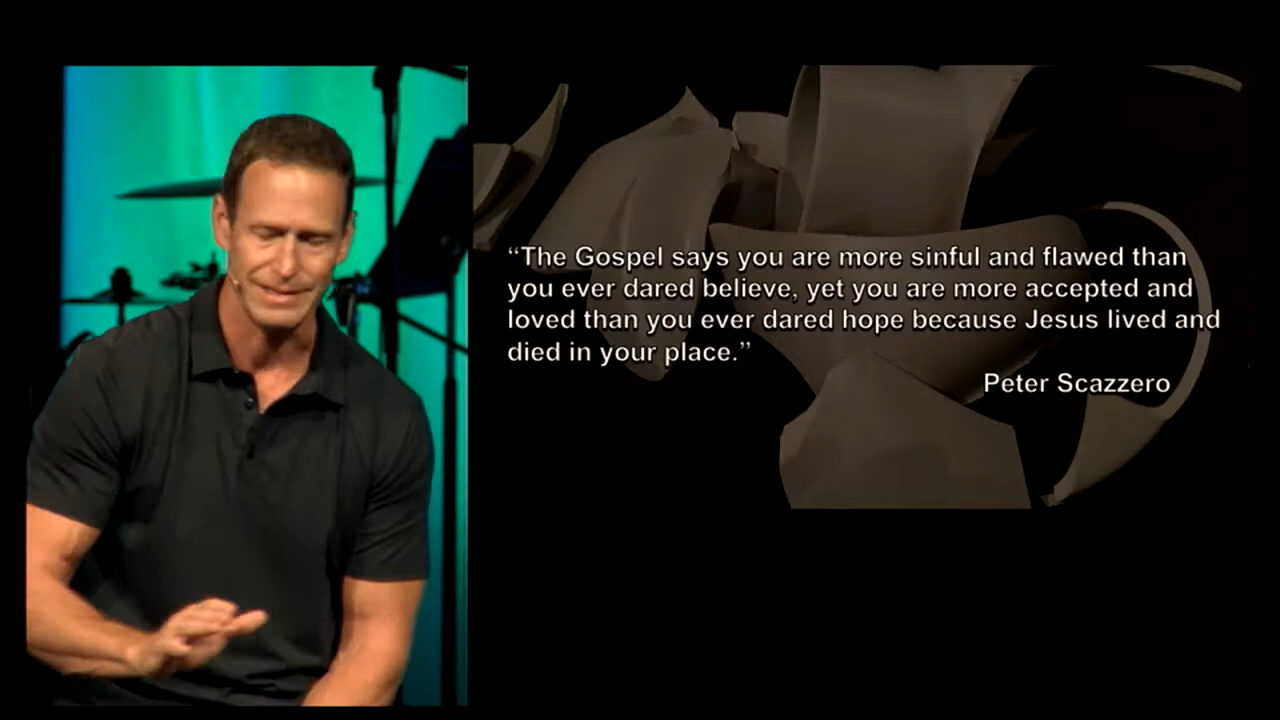 “The Gospel says you are more sinful and flawed than
you ever dared believe, yet you are more accepted and
loved than you ever dared hope because Jesus lived and
died in your place.”
Peter Scazzero